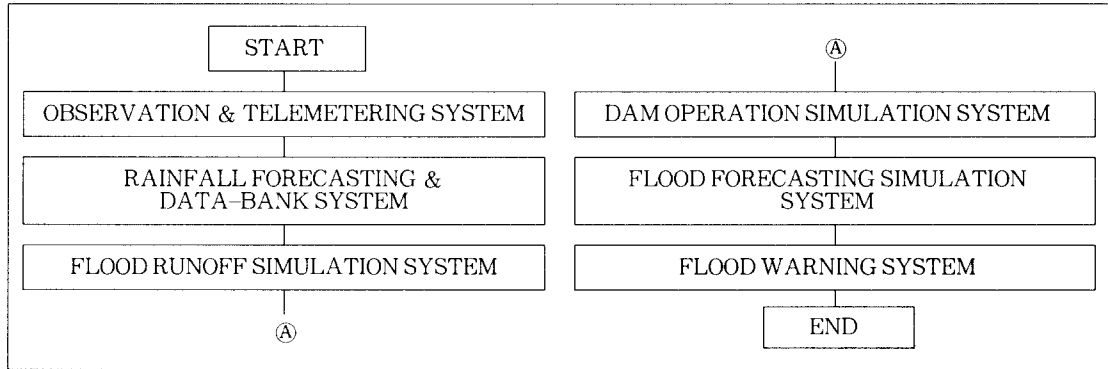 START
OBSERVATION & TELEMETERING SYSTEM
RAINFALL FORECASTING &
DATA-BANK SYSTEM
FLOOD RUNOFF SIMULATION SYSTEM
Ⓐ
Ⓐ
DAM OPERATION SIMULATION SYSTEM
FLOOD FORECASTING SIMULATION
SYSTEM
FLOOD WARNING SYSTEM
END